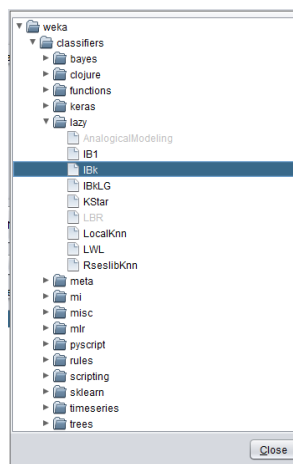 weka
classifiers
bayes
clojure
functions
keras
lazy
AnalogicalModeling
IB1
IBk
IBkLG
KStar
LBR
LocalKnn
LWL
RseslibKnn
meta
mi
misc
mlr
pyscript
rules
scripting
sklearn
timeseries
trees
Close